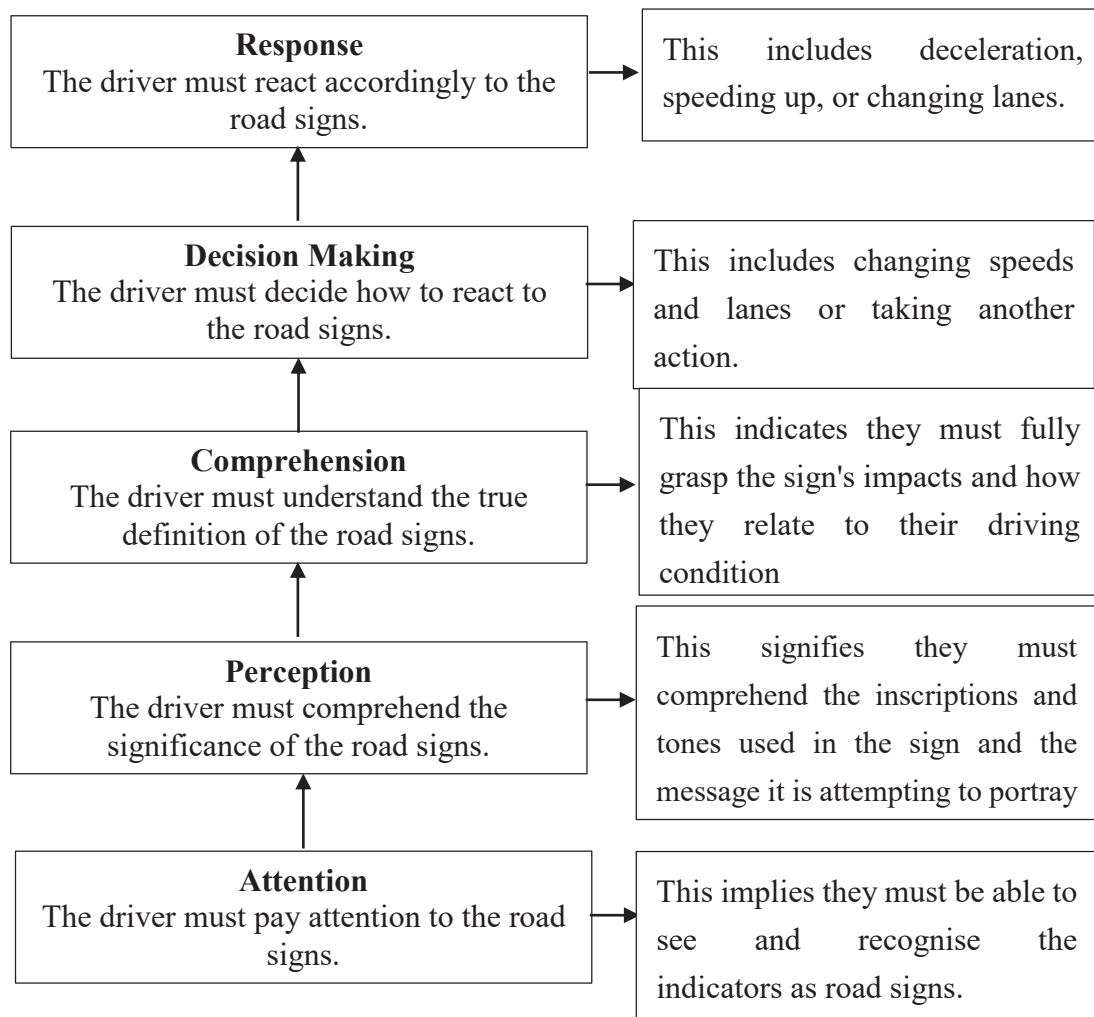 Response
The driver must react accordingly to the
road signs.
This includes deceleration,
speeding up, or changing lanes.
Decision Making
The driver must decide how to react to
the road signs.
This includes changing speeds
and lanes or taking another
action.
Comprehension
The driver must understand the true
definition of the road signs.
This indicates they must fully
grasp the sign's impacts and how
they relate to their driving
condition
Perception
The driver must comprehend the
significance of the road signs.
This signifies they must
comprehend the inscriptions and
tones used in the sign and the
message it is attempting to portray
Attention
The driver must pay attention to the road
signs.
This implies they must be able to
see and recognise the
indicators as road signs.